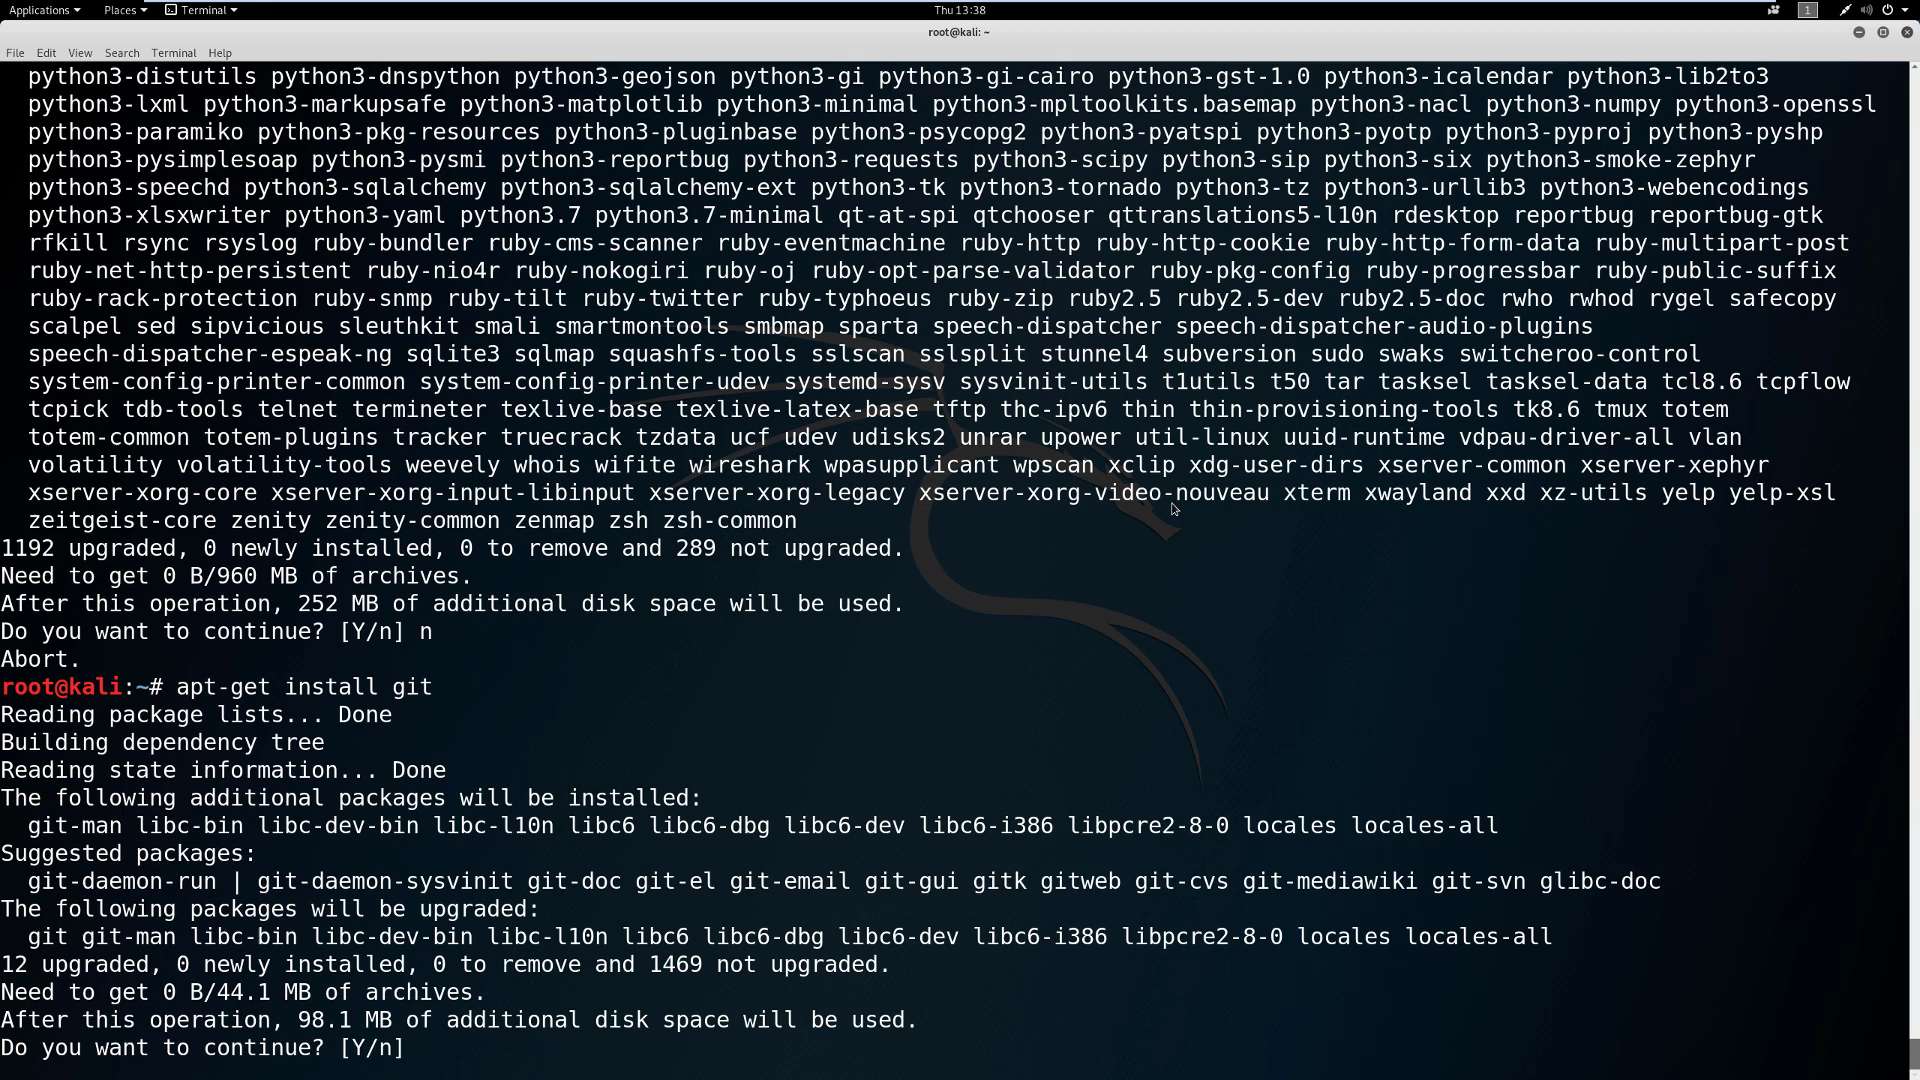 Applications Places Terminal Thu 13:38 1
root@kali: ~
File Edit View Search Terminal Help
python3-distutils python3-dnspython python3-geojson python3-gi python3-gi-cairo python3-gst-1.0 python3-icalendar python3-lib2to3
python3-lxml python3-markupsafe python3-matplotlib python3-minimal python3-mpltoolkits.basemap python3-nacl python3-numpy python3-openssl
python3-paramiko python3-pkg-resources python3-pluginbase python3-psycopg2 python3-pyatspi python3-pyotp python3-pyproj python3-pyshp
python3-pysimplesoap python3-pysmi python3-reportbug python3-requests python3-scipy python3-sip python3-six python3-smoke-zephyr
python3-speechd python3-sqlalchemy python3-sqlalchemy-ext python3-tk python3-tornado python3-tz python3-urllib3 python3-webencodings
python3-xlsxwriter python3-yaml python3.7 python3.7-minimal qt-at-spi qtchooser qttranslations5-l10n rdesktop reportbug reportbug-gtk
rfkill rsync rsyslog ruby-bundler ruby-cms-scanner ruby-eventmachine ruby-http ruby-http-cookie ruby-http-form-data ruby-multipart-post
ruby-net-http-persistent ruby-nio4r ruby-nokogiri ruby-oj ruby-opt-parse-validator ruby-pkg-config ruby-progressbar ruby-public-suffix
ruby-rack-protection ruby-snmp ruby-tilt ruby-twitter ruby-typhoeus ruby-zip ruby2.5 ruby2.5-dev ruby2.5-doc rwho rwhod rygel safecopy
scalpel sed sipvicious sleuthkit smali smartmontools smbmap sparta speech-dispatcher speech-dispatcher-audio-plugins
speech-dispatcher-espeak-ng sqlite3 sqlmap squashfs-tools sslscan sslsplit stunnel4 subversion sudo swaks switcheroo-control
system-config-printer-common system-config-printer-udev systemd-sysv sysvinit-utils t1utils t50 tar tasksel tasksel-data tcl8.6 tcpflow
tcpick tdb-tools telnet termineter texlive-base texlive-latex-base tftp thc-ipv6 thin thin-provisioning-tools tk8.6 tmux totem
totem-common totem-plugins tracker truecrack tzdata ucf udev udisks2 unrar upower util-linux uuid-runtime vdpau-driver-all vlan
volatility volatility-tools weevely whois wifite wireshark wpasupplicant wpscan xclip xdg-user-dirs xserver-common xserver-xephyr
xserver-xorg-core xserver-xorg-input-libinput xserver-xorg-legacy xserver-xorg-video-nouveau xterm xwayland xxd xz-utils yelp yelp-xsl
zeitgeist-core zenity zenity-common zenmap zsh zsh-common
1192 upgraded, 0 newly installed, 0 to remove and 289 not upgraded.
Need to get 0 B/960 MB of archives.
After this operation, 252 MB of additional disk space will be used.
Do you want to continue? [Y/n] n
Abort.
root@kali:~# apt-get install git
Reading package lists... Done
Building dependency tree
Reading state information... Done
The following additional packages will be installed:
git-man libc-bin libc-dev-bin libc-l10n libc6 libc6-dbg libc6-dev libc6-i386 libpcre2-8-0 locales locales-all
Suggested packages:
git-daemon-run | git-daemon-sysvinit git-doc git-el git-email git-gui gitk gitweb git-cvs git-mediawiki git-svn glibc-doc
The following packages will be upgraded:
git git-man libc-bin libc-dev-bin libc-l10n libc6 libc6-dbg libc6-dev libc6-i386 libpcre2-8-0 locales locales-all
12 upgraded, 0 newly installed, 0 to remove and 1469 not upgraded.
Need to get 0 B/44.1 MB of archives.
After this operation, 98.1 MB of additional disk space will be used.
Do you want to continue? [Y/n]